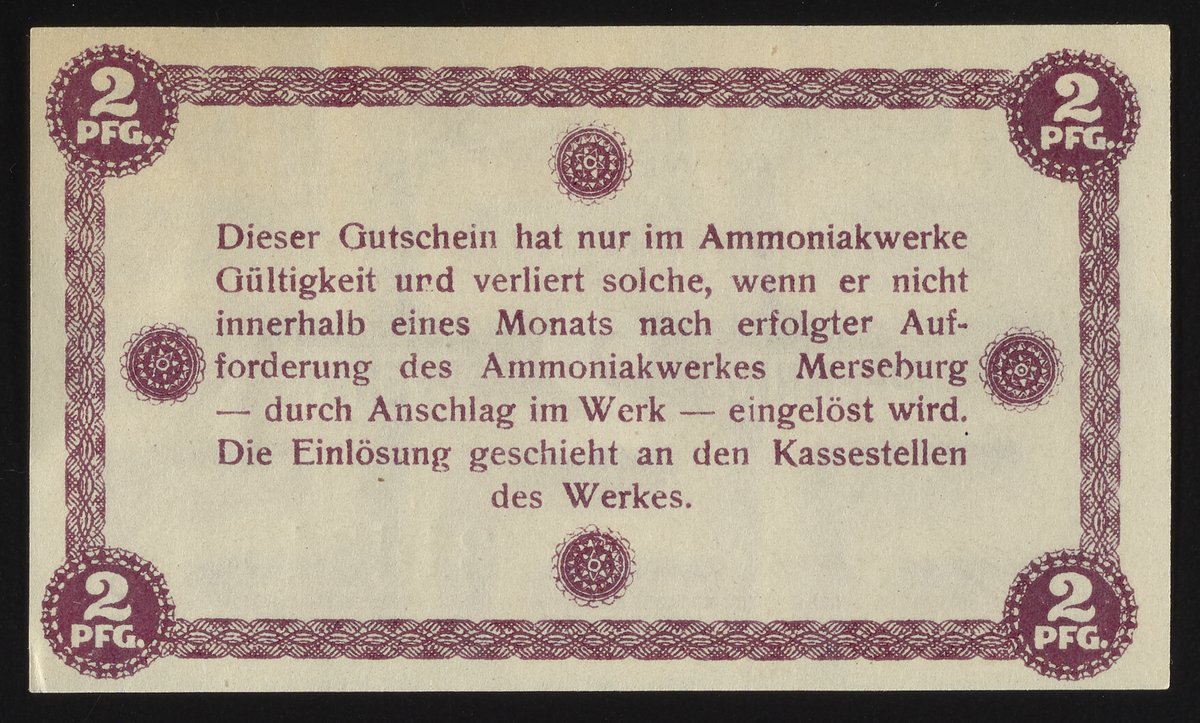 2
PFG.
2
PFG.
Dieser Gutschein hat nur im Ammoniakwerke
Gültigkeit und verliert solche, wenn er nicht
innerhalb eines Monats nach erfolgter Auf-
forderung des Ammoniakwerkes Merseburg
— durch Anschlag im Werk — eingelöst wird.
Die Einlösung geschieht an den Kassestellen
des Werkes.
2
PFG.
2
PFG.